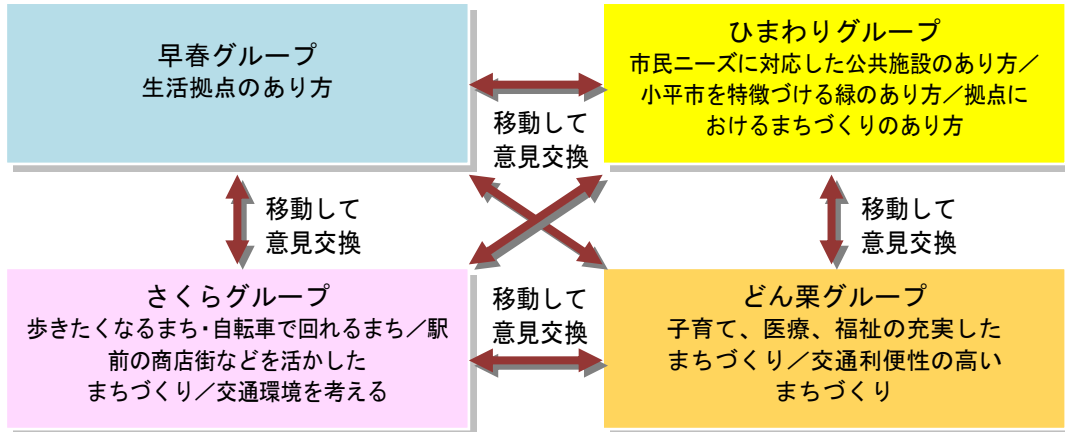 早春グループ
生活拠点のあり方
ひまわりグループ
市民ニーズに対応した公共施設のあり方／
小平市を特徴づける緑のあり方／拠点に
おけるまちづくりのあり方
移動して
意見交換
移動して
意見交換
移動して
意見交換
さくらグループ
歩きたくなるまち・自転車で回れるまち／駅
前の商店街などを活かした
まちづくり／交通環境を考える
移動して
意見交換
どん栗グループ
子育て、医療、福祉の充実した
まちづくり／交通利便性の高い
まちづくり